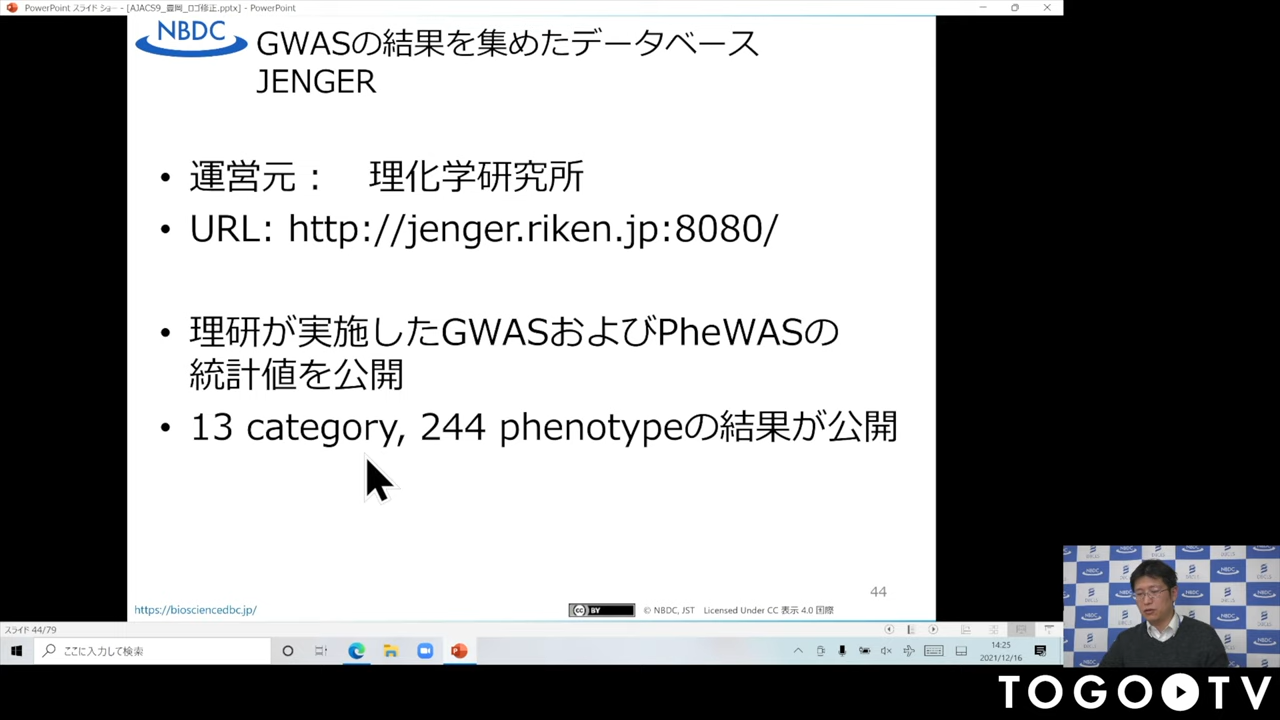 PowerPoint スライド ショー - [AJACS9_豊岡_ロゴ修正.pptx] - PowerPoint
NBDC
GWASの結果を集めたデータベース
JENGER
• 運営元： 理化学研究所
• URL: http://jenger.riken.jp:8080/
• 理研が実施したGWASおよびPheWASの
統計値を公開
• 13 category, 244 phenotypeの結果が公開
44
https://biosciencedbc.jp/
CC BY
© NBDC, JST Licensed Under CC 表示 4.0 国際
スライド 44/79
ここに入力して検索
14:25
2021/12/16
NBDC
TOGOTV